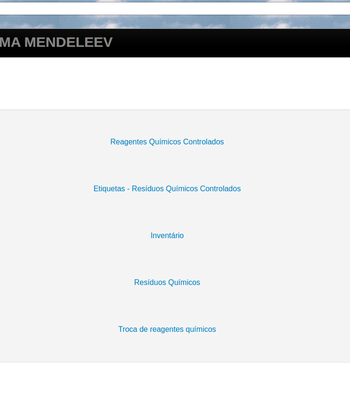 MA MENDELEEV
Reagentes Químicos Controlados
Etiquetas - Resíduos Químicos Controlados
Inventário
Resíduos Químicos
Troca de reagentes químicos